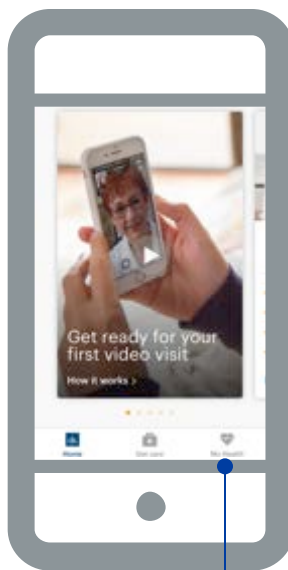 Get ready for your
first video visit
How it works >
Home
Get care
My Health